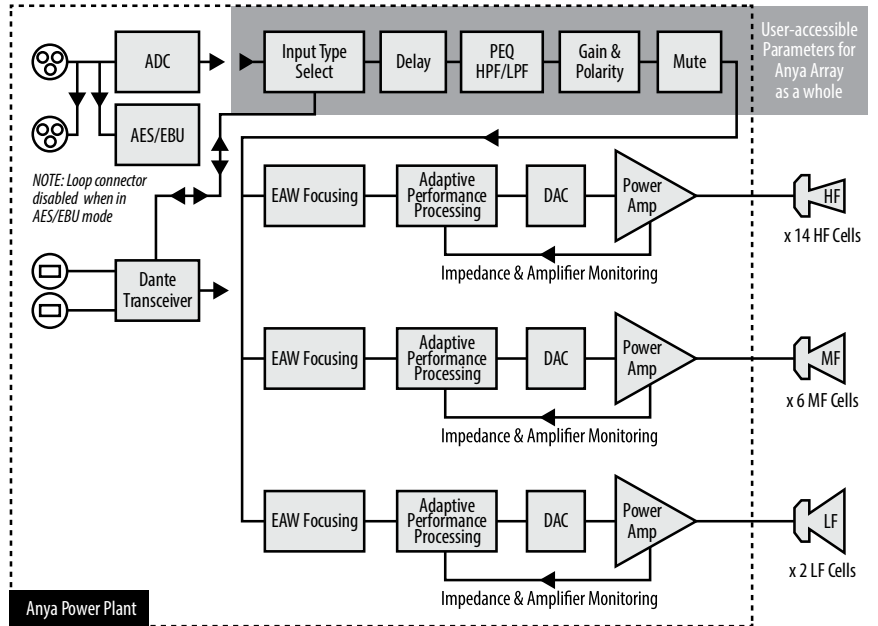 ADC
Input Type
Select
Delay
PEQ
HPF/LPF
Gain &
Polarity
Mute
User-accessible
Parameters for
Anya Array
as a whole
AES/EBU
NOTE: Loop connector
disabled when in
AES/EBU mode
Dante
Transceiver
EAW Focusing
Adaptive
Performance
Processing
DAC
Power
Amp
HF
x 14 HF Cells
Impedance & Amplifier Monitoring
EAW Focusing
Adaptive
Performance
Processing
DAC
Power
Amp
MF
x 6 MF Cells
Impedance & Amplifier Monitoring
EAW Focusing
Adaptive
Performance
Processing
DAC
Power
Amp
LF
x 2 LF Cells
Impedance & Amplifier Monitoring
Anya Power Plant